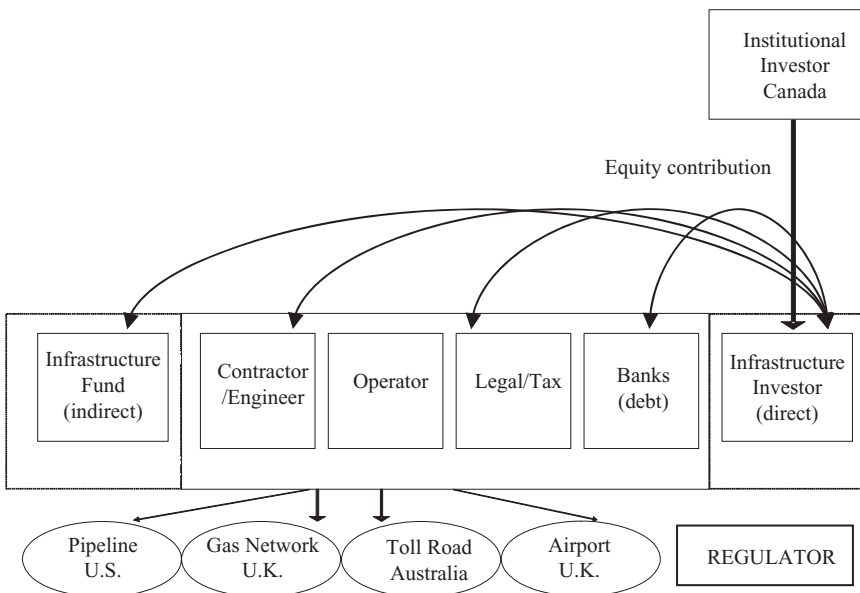 Institutional
Investor
Canada
Equity contribution
Infrastructure
Fund
(indirect)
Contractor
/Engineer
Operator
Legal/Tax
Banks
(debt)
Infrastructure
Investor
(direct)
Pipeline
U.S.
Gas Network
U.K.
Toll Road
Australia
Airport
U.K.
REGULATOR